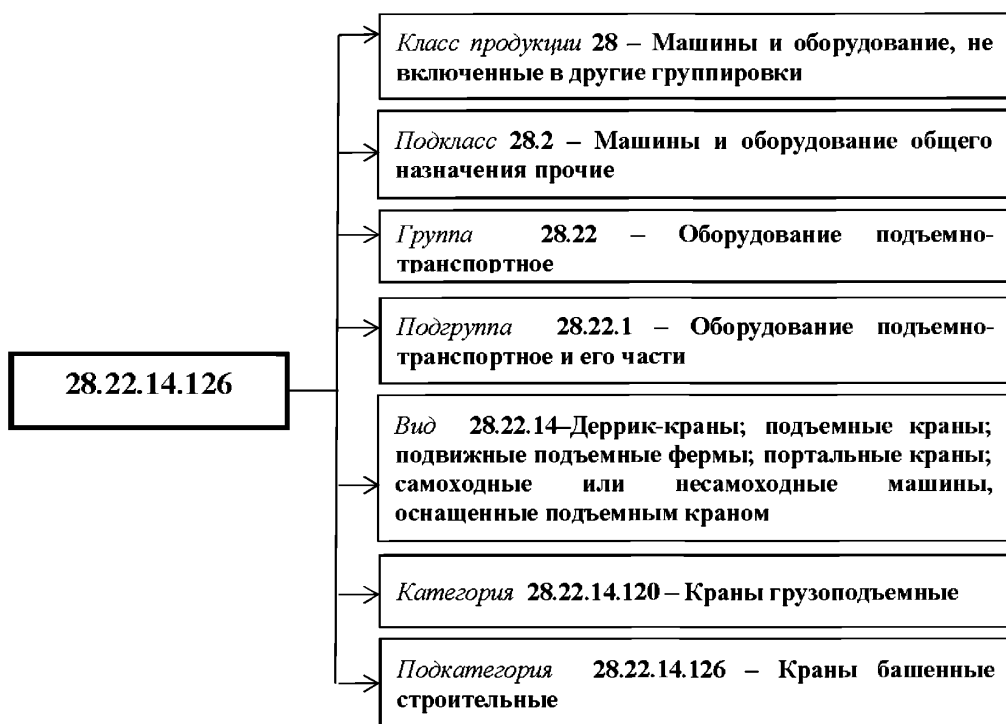 Класс продукции 28 – Машины и оборудование, не
включенные в другие группировки
Подкласс 28.2 – Машины и оборудование общего
назначения прочие
Группа 28.22 – Оборудование подъемно-
транспортное
Подгруппа 28.22.1 – Оборудование подъемно-
транспортное и его части
28.22.14.126
Вид 28.22.14–Деррик-краны; подъемные краны;
подвижные подъемные фермы; портальные краны;
самоходные или несамоходные машины,
оснащенные подъемным краном
Категория 28.22.14.120 – Краны грузоподъемные
Подкатегория 28.22.14.126 – Краны башенные
строительные